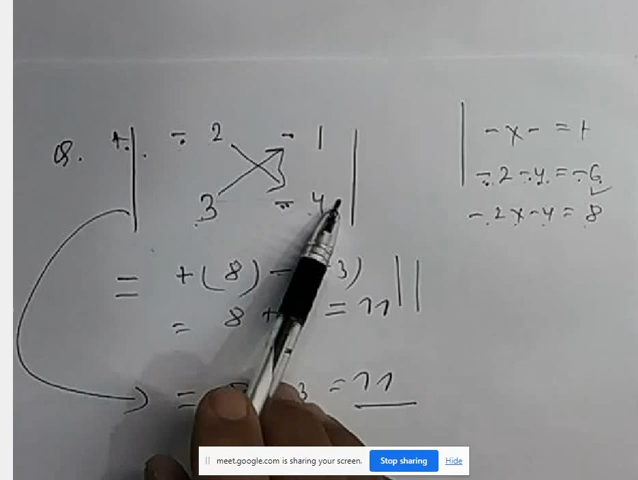 Q. + - 2 - 1
3 - 4
= + ( 8 ) - 3 )
= 8 + = 11
= 3 = 11
- x - = +
- 2 - 4 = - 6
- 2 x - 4 = 8
meet.google.com is sharing your screen. Stop sharing Hide